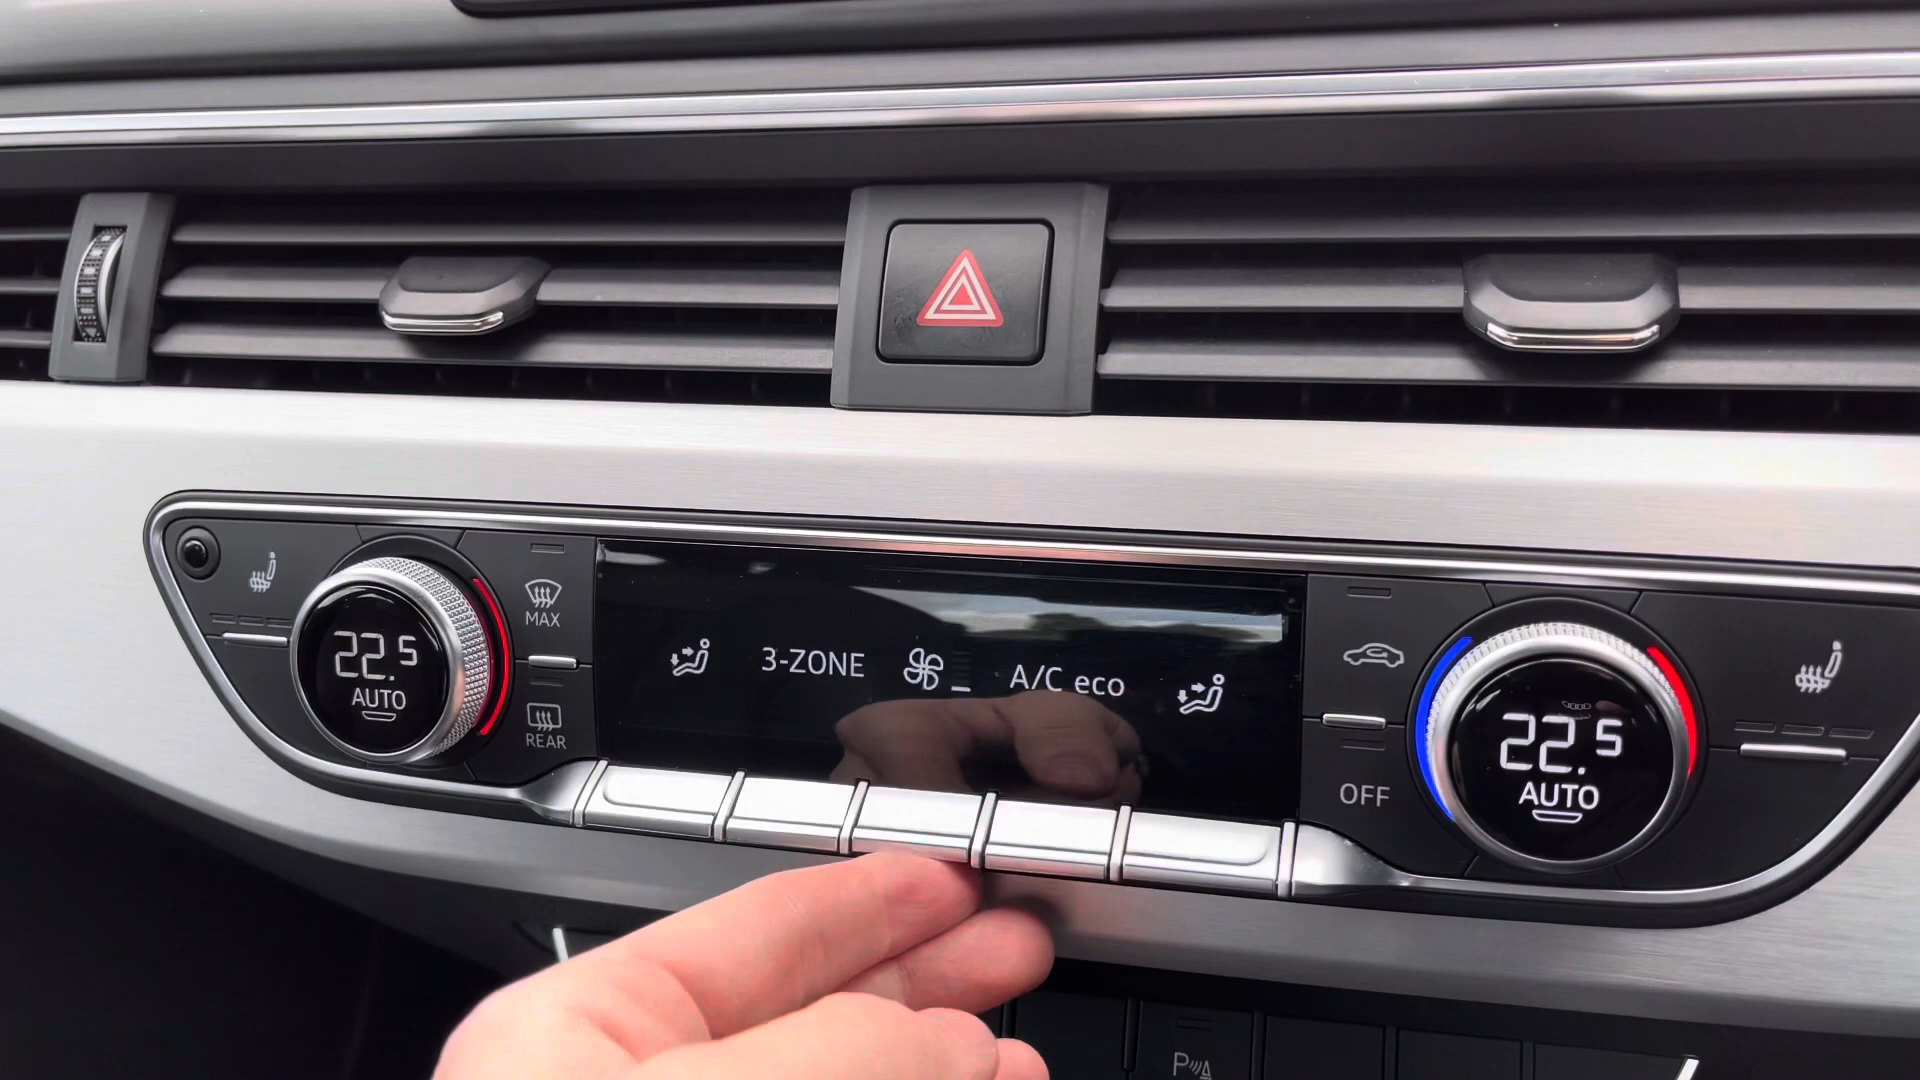 22.5
AUTO
MAX
REAR
3-ZONE
A/C eco
OFF
22.5
AUTO
P